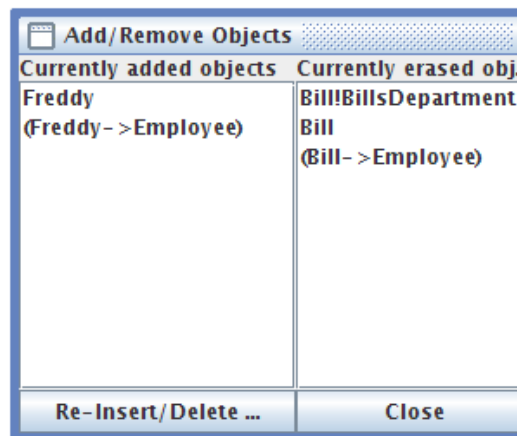 Add/Remove Objects
Currently added objects
Currently erased obj.
Freddy
(Freddy->Employee)
Bill!BillsDepartment
Bill
(Bill->Employee)
Re-Insert/Delete ...
Close